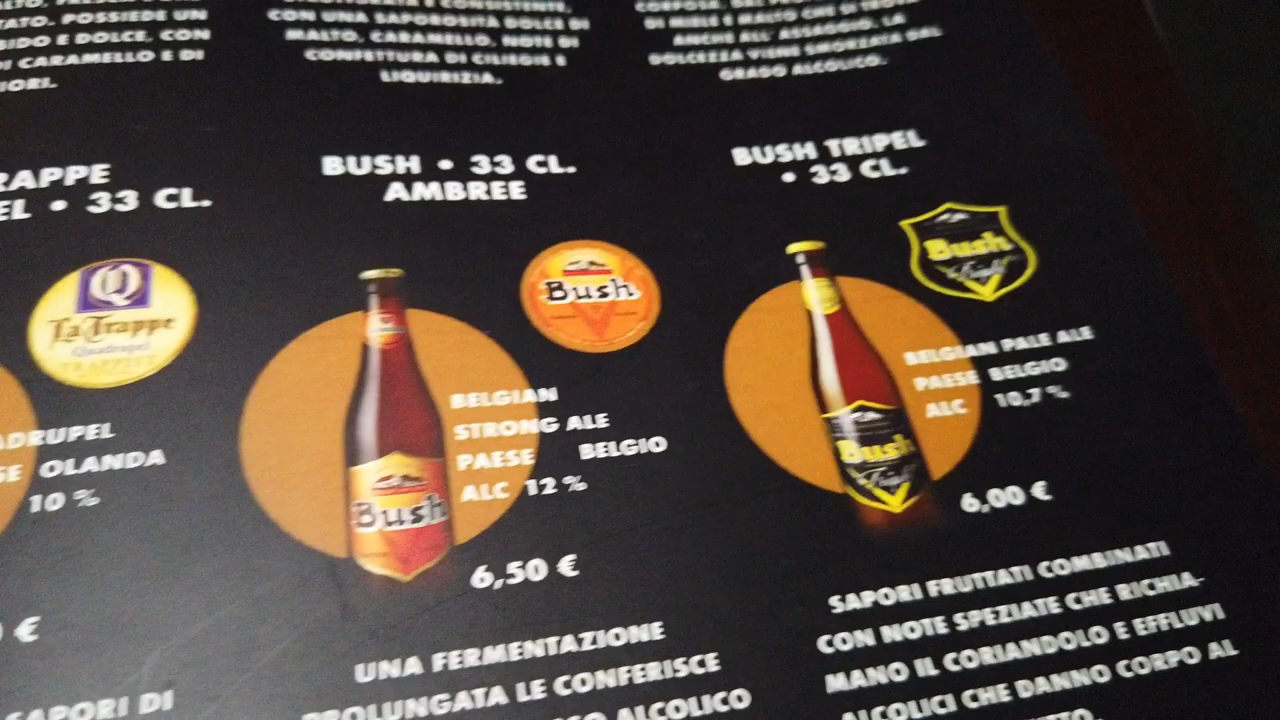 TATO. POSSIEDE UN
E DOLCE, CON
DI CARAMELLO E DI
CON UNA SAPOROSITÀ DOLCE DI
MALTO, CARAMELLO, NOTE DI
CONFETTURA DI CILIEGIE E
LIQUIRIZIA.
DI MIELE E MALTO CHE SI TROVA
ANCHE ALL' ASSAGGIO. LA
DOLCEZZA VIENE SMORZATA DAL
GRADO ALCOLICO.
RAPPE
EL • 33 CL.
Q
La Trappe
Quadrupel
TRAPPIST
ADRUPEL
SE OLANDA
10 %
€
SAPORI DI
BUSH • 33 CL.
AMBREE
Bush
Bush
BELGIAN
STRONG ALE
PAESE BELGIO
ALC 12 %
6,50 €
UNA FERMENTAZIONE
PROLUNGATA LE CONFERISCE
ALCOLICO
BUSH TRIPEL
• 33 CL.
Bush
Bush
BELGIAN PALE ALE
PAESE BELGIO
ALC 10,7 %
6,00 €
SAPORI FRUTTATI COMBINATI
CON NOTE SPEZIATE CHE RICHIA-
MANO IL CORIANDOLO E EFFLUVI
ALCOLICI CHE DANNO CORPO AL